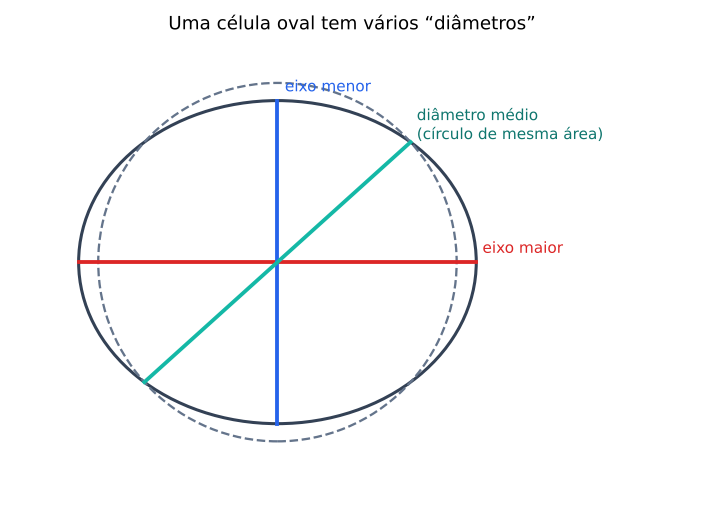 Uma célula oval tem vários “diâmetros”
eixo menor
diâmetro médio
(círculo de mesma área)
eixo maior